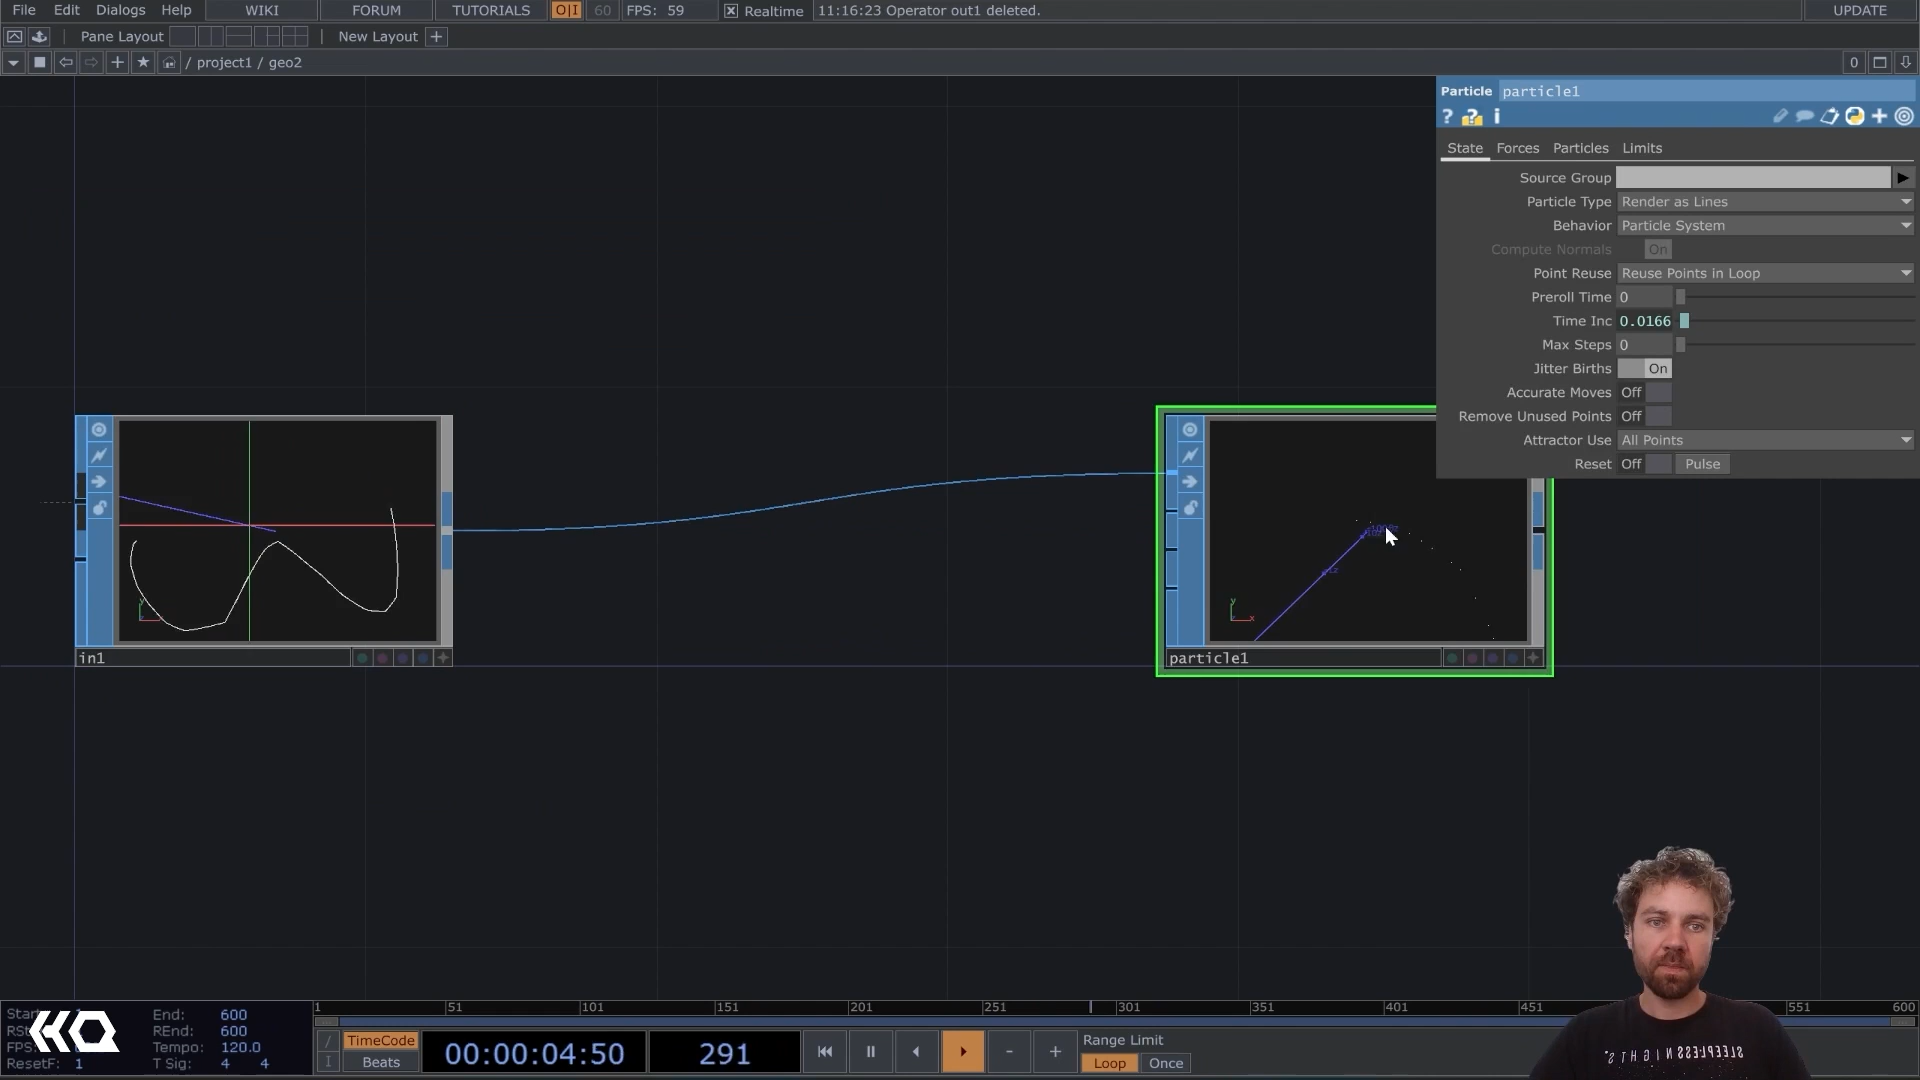 File Edit Dialogs Help WIKI FORUM TUTORIALS O|I 60 FPS: 59 Realtime 11:16:23 Operator out1 deleted. UPDATE
Pane Layout New Layout +
/ project1 / geo2 0
Particle particle1
? ? i
State Forces Particles Limits
Source Group
Particle Type Render as Lines
Behavior Particle System
Compute Normals On
Point Reuse Reuse Points in Loop
Preroll Time 0
Time Inc 0.0166
Max Steps 0
Jitter Births On
Accurate Moves Off
Remove Unused Points Off
Attractor Use All Points
Reset Off Pulse
y
y x
in1
particle1
1 51 101 151 201 251 301 351 401 451 551 600
End: 600
REnd: 600
FPS: Tempo: 120.0
ResetF: 1 T Sig: 4 4
HQ
TimeCode
Beats
00:00:04:50
291
Range Limit
Loop Once
SLEEPLESS NIGHTS